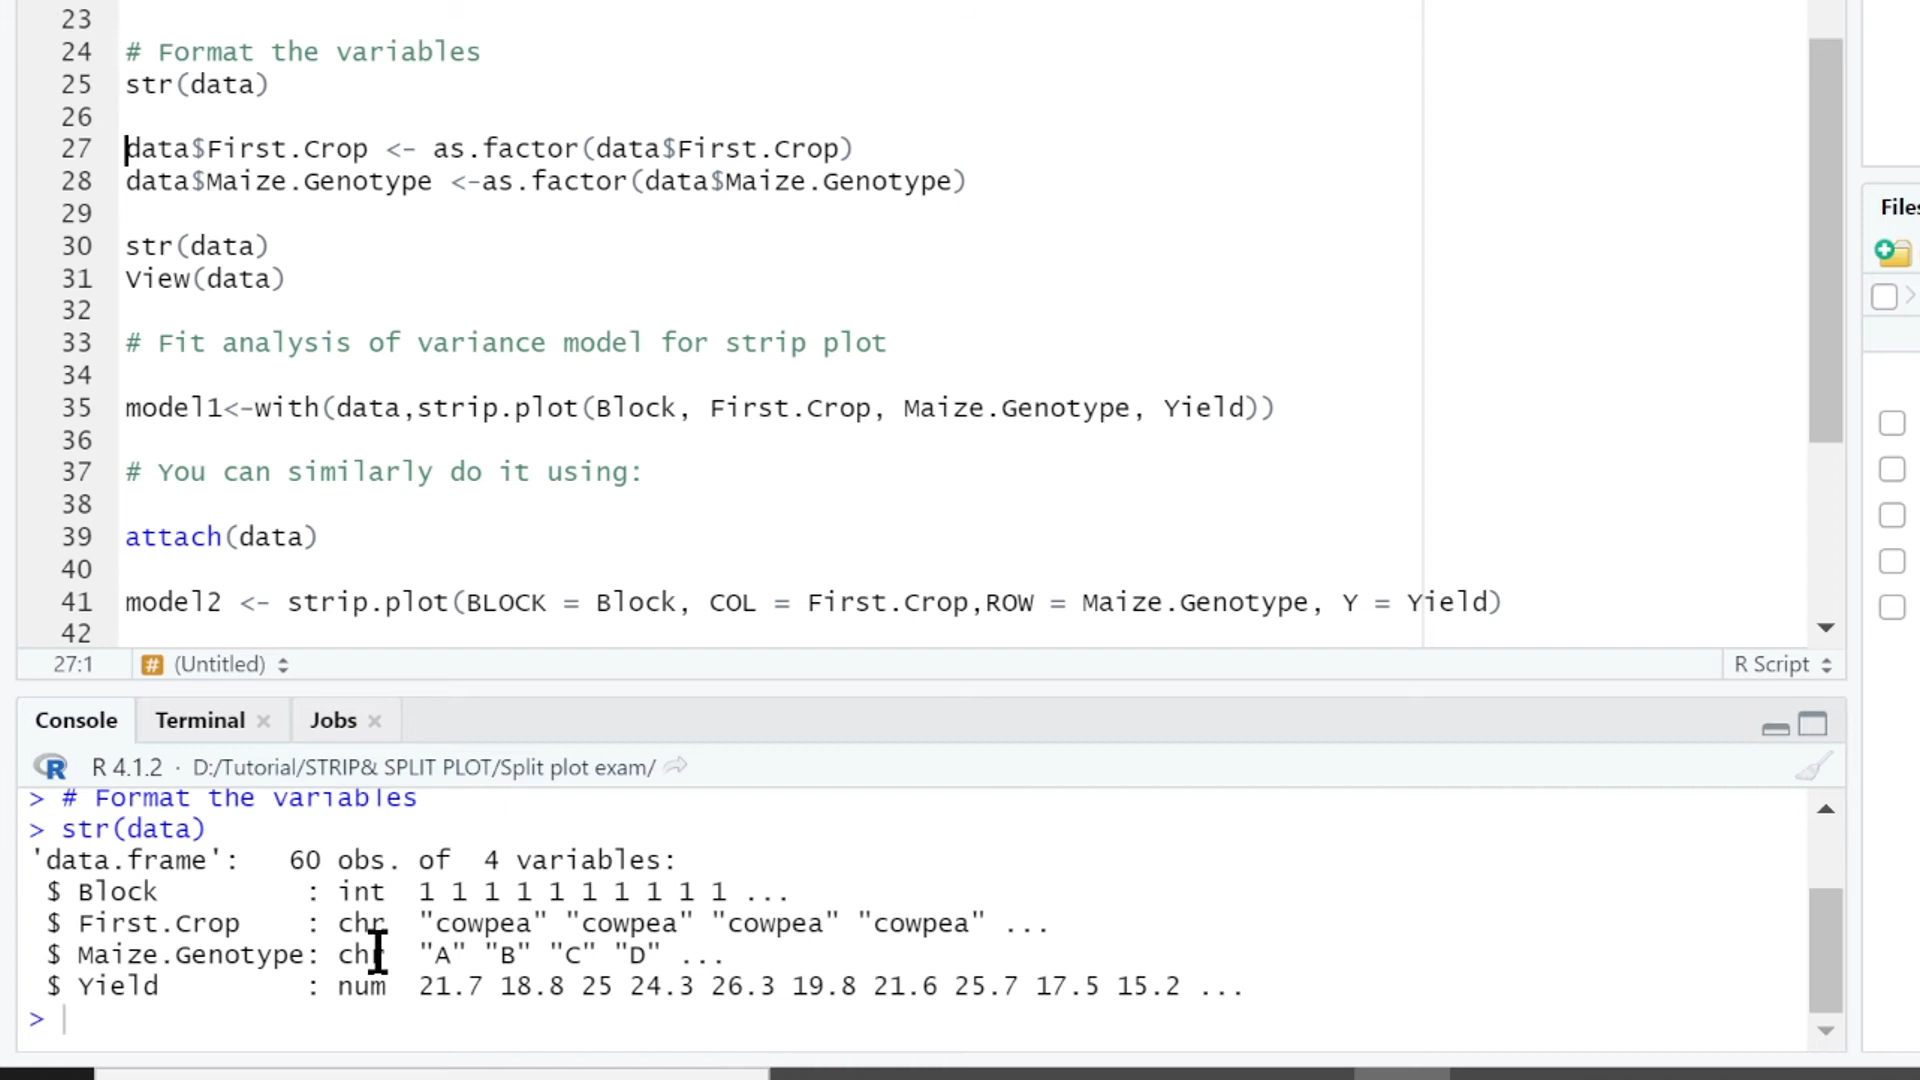 23
24 # Format the variables
25 str(data)
26
27 data$First.Crop <- as.factor(data$First.Crop)
28 data$Maize.Genotype <-as.factor(data$Maize.Genotype)
29
30 str(data)
31 View(data)
32
33 # Fit analysis of variance model for strip plot
34
35 model1<-with(data,strip.plot(Block, First.Crop, Maize.Genotype, Yield))
36
37 # You can similarly do it using:
38
39 attach(data)
40
41 model2 <- strip.plot(BLOCK = Block, COL = First.Crop,ROW = Maize.Genotype, Y = Yield)
42
27:1 # (Untitled) R Script
Files
Console Terminal Jobs
R R 4.1.2 · D:/Tutorial/STRIP& SPLIT PLOT/Split plot exam/
> # Format the variables
> str(data)
'data.frame': 60 obs. of 4 variables:
$ Block : int 1 1 1 1 1 1 1 1 1 1 ...
$ First.Crop : chr "cowpea" "cowpea" "cowpea" "cowpea" ...
$ Maize.Genotype: chr "A" "B" "C" "D" ...
$ Yield : num 21.7 18.8 25 24.3 26.3 19.8 21.6 25.7 17.5 15.2 ...
>